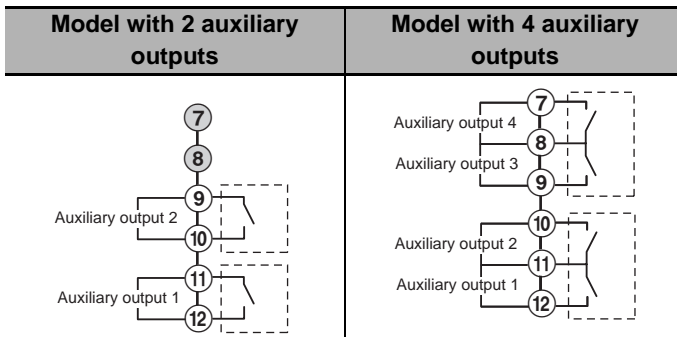 Model with 2 auxiliary
outputs
Model with 4 auxiliary
outputs
7
8
9
Auxiliary output 2
10
11
Auxiliary output 1
12
7
Auxiliary output 4
8
Auxiliary output 3
9
10
Auxiliary output 2
11
Auxiliary output 1
12